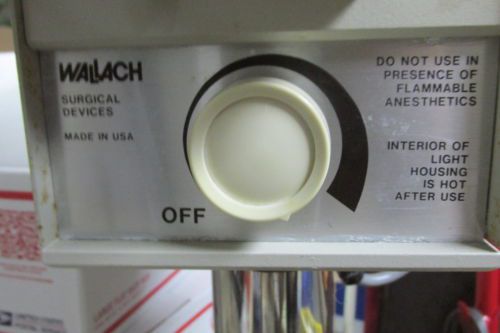 WALLACH
SURGICAL
DEVICES
MADE IN USA
OFF
DO NOT USE IN
PRESENCE OF
FLAMMABLE
ANESTHETICS
INTERIOR OF
LIGHT
HOUSING
IS HOT
AFTER USE